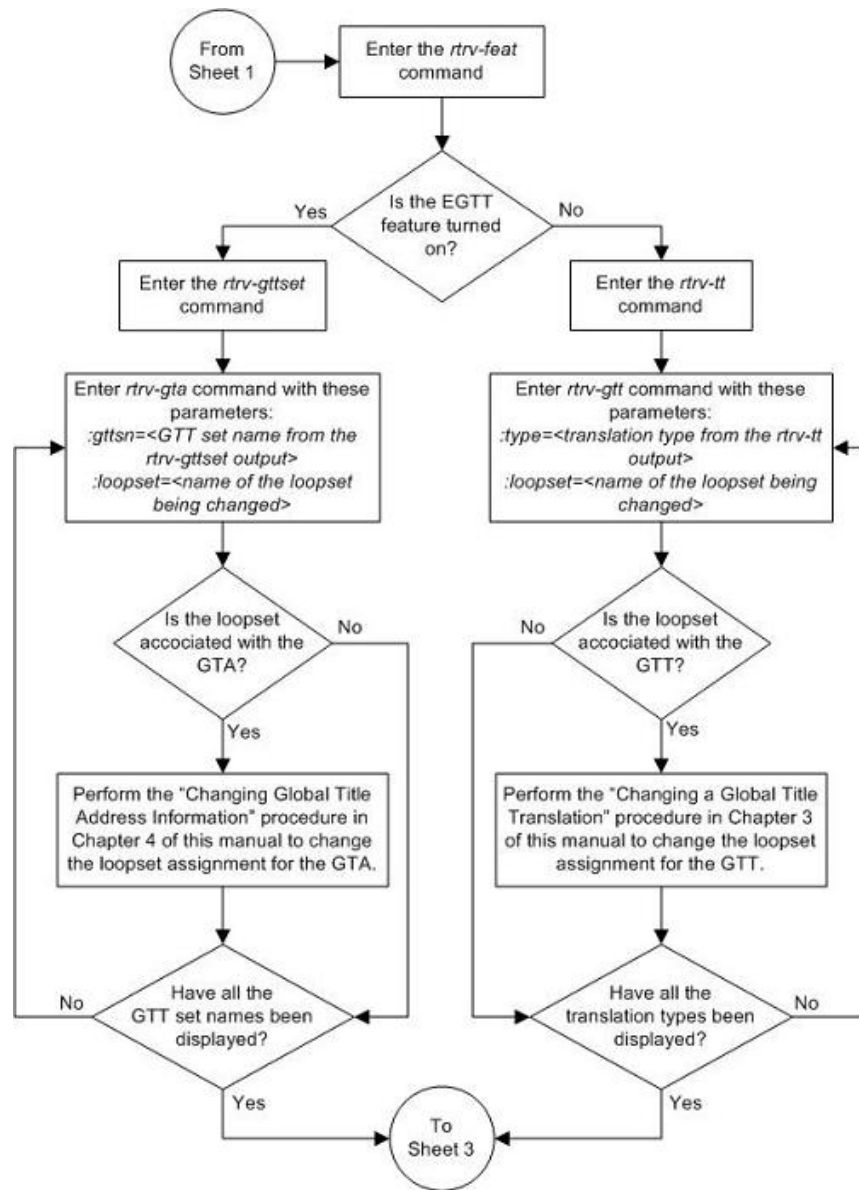 From
Sheet 1
Enter the rtrv-feat
command
Is the EGTT
feature turned
on?
Yes
No
Enter the rtrv-gttset
command
Enter the rtrv-tt
command
Enter rtrv-gta command with these
parameters:
:gttsn=<GTT set name from the
rtrv-gttset output>
:loopset=<name of the loopset
being changed>
Enter rtrv-gtt command with these
parameters:
:type=<translation type from the rtrv-tt
output>
:loopset=<name of the loopset being
changed>
Is the loopset
accociated with the
GTA?
No
Yes
No
Is the loopset
accociated with the
GTT?
Yes
Perform the "Changing Global Title
Address Information" procedure in
Chapter 4 of this manual to change
the loopset assignment for the GTA.
Perform the "Changing a Global Title
Translation" procedure in Chapter 3
of this manual to change the loopset
assignment for the GTT.
No
Have all the
GTT set names been
displayed?
Yes
Have all the
translation types been
displayed?
No
Yes
To
Sheet 3